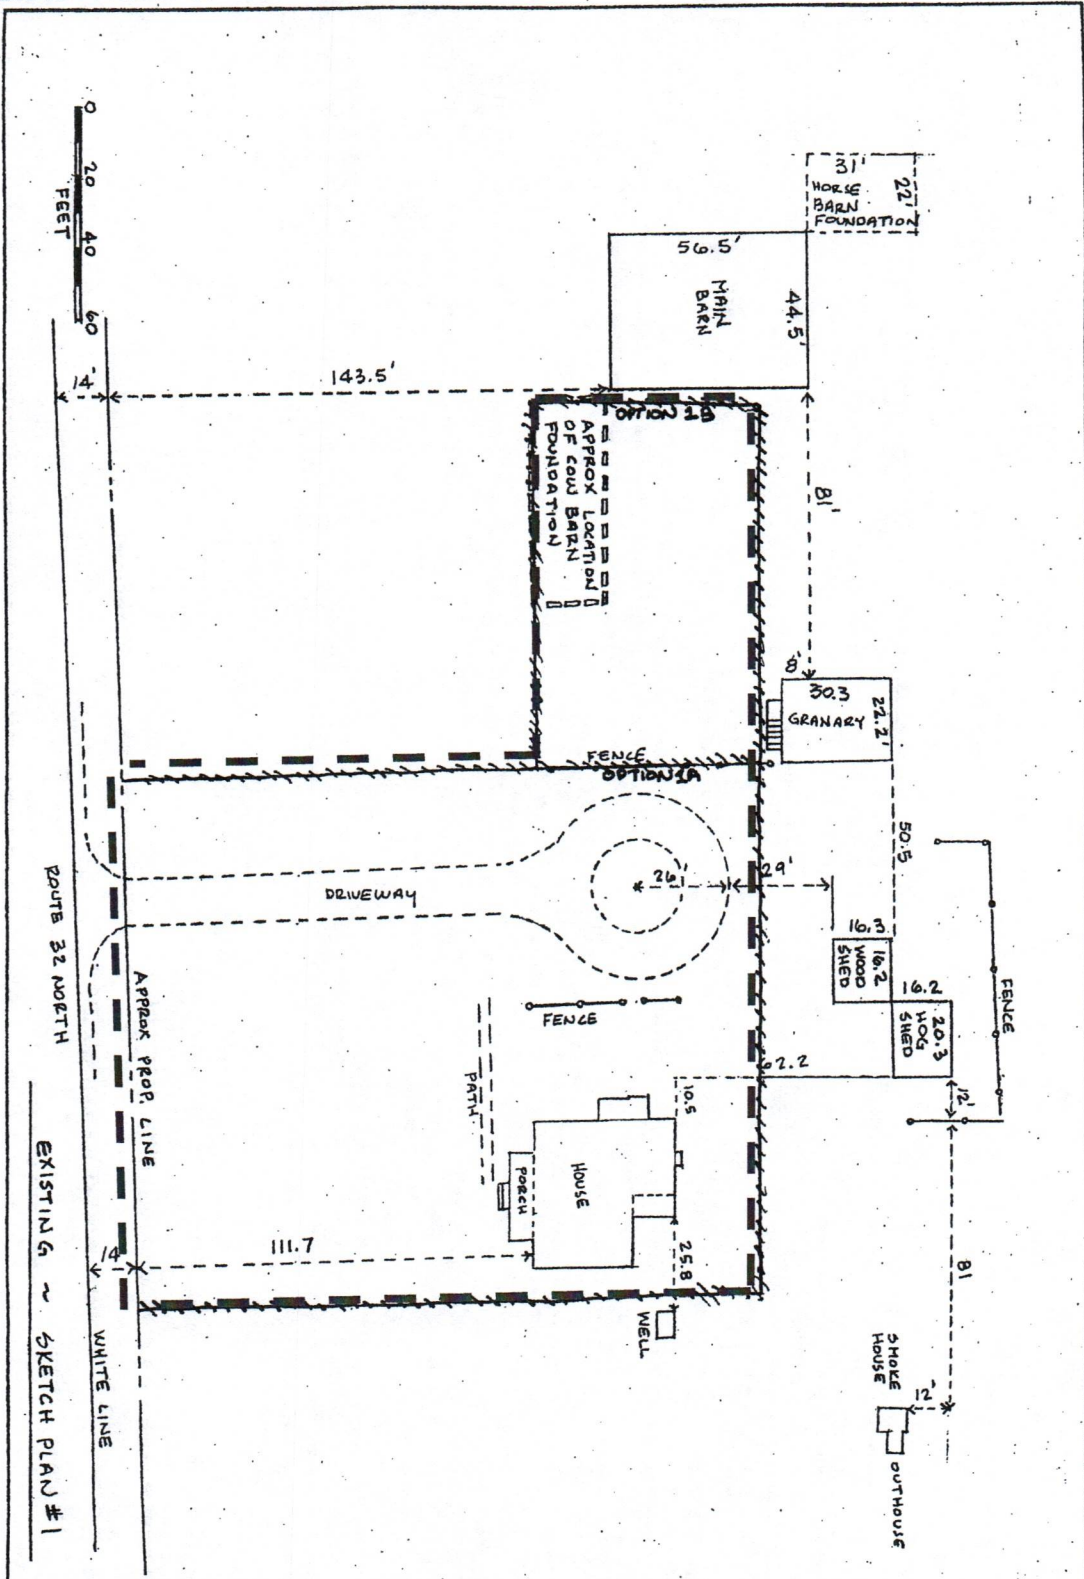 EXISTING ~ SKETCH PLAN #1
0 20 40 60
FEET
31'
22'
HORSE
BARN
FOUNDATION
56.5'
MAIN
BARN
44.5'
14'
143.5'
OPTION 1B
APPROX LOCATION
OF COW BARN
FOUNDATION
81'
8'
30.3
22.2'
GRANARY
FENCE
OPTION 1A
50.5
DRIVEWAY
26'
29'
16.3
16.2
WOOD
SHED
16.2
20.3
HOG
SHED
FENCE
FENCE
62.2
12'
10.5
PATH
HOUSE
PORCH
25.8
WELL
81
12'
SMOKE
HOUSE
OUTHOUSE
111.7
14
APPROX PROP. LINE
ROUTE 32 NORTH
WHITE LINE